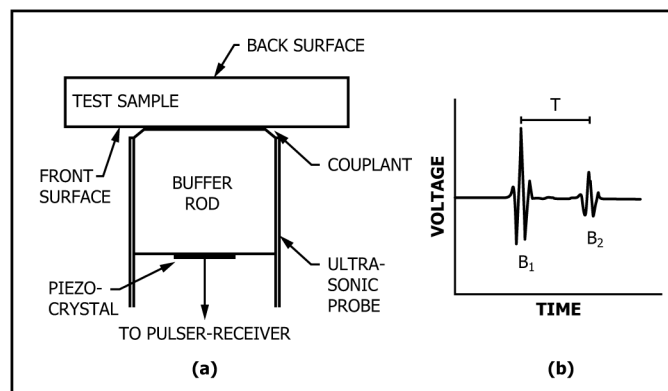 BACK SURFACE
TEST SAMPLE
FRONT
SURFACE
COUPLANT
BUFFER
ROD
PIEZO-
CRYSTAL
ULTRA-
SONIC
PROBE
TO PULSER-RECEIVER
(a)
T
VOLTAGE
B₁
B₂
TIME
(b)